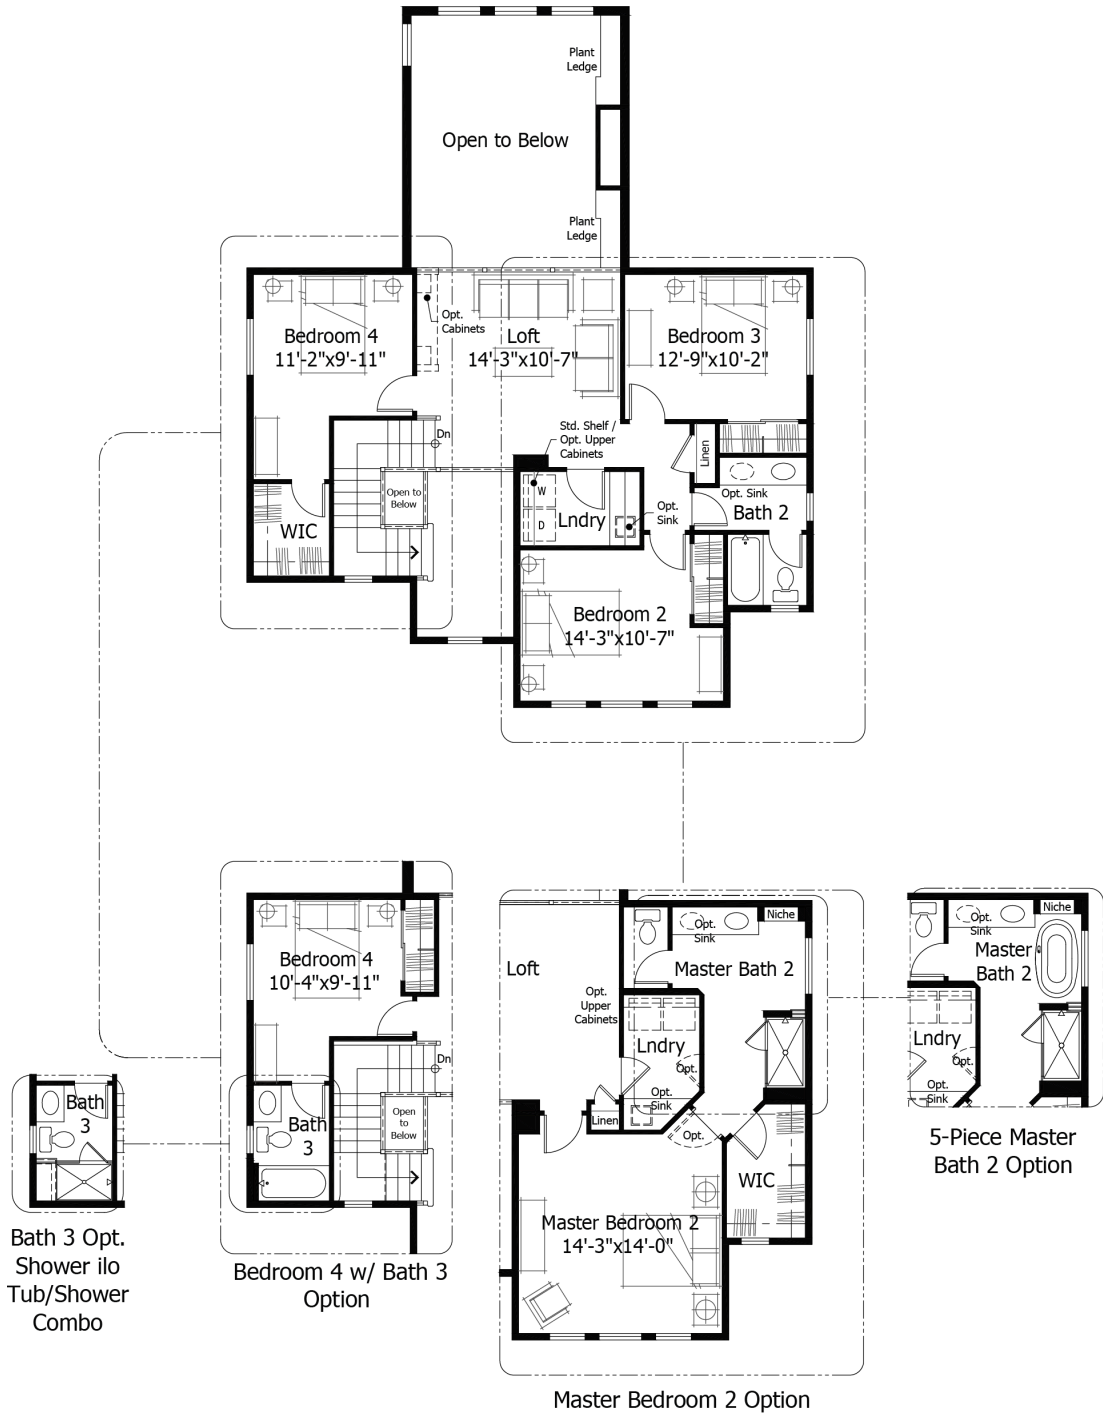 Plant
Ledge
Open to Below
Plant
Ledge
Bedroom 4
11'-2"x9'-11"
Opt.
Cabinets
Loft
14'-3"x10'-7"
Bedroom 3
12'-9"x10'-2"
Dn
Std. Shelf /
Opt. Upper
Cabinets
Linen
Open to
Below
W
D
Lndry
Opt.
Sink
Opt. Sink
Bath 2
WIC
Bedroom 2
14'-3"x10'-7"
Bedroom 4
10'-4"x9'-11"
Dn
Open
to
Below
Bath
3
Bedroom 4 w/ Bath 3
Option
Bath
3
Bath 3 Opt.
Shower ilo
Tub/Shower
Combo
Loft
Opt.
Sink
Niche
Master Bath 2
Opt.
Upper
Cabinets
Lndry
Opt.
Opt.
Sink
Linen
Opt.
WIC
Master Bedroom 2
14'-3"x14'-0"
Master Bedroom 2 Option
Opt.
Sink
Niche
Master
Bath 2
Lndry
Opt.
Opt.
Sink
5-Piece Master
Bath 2 Option